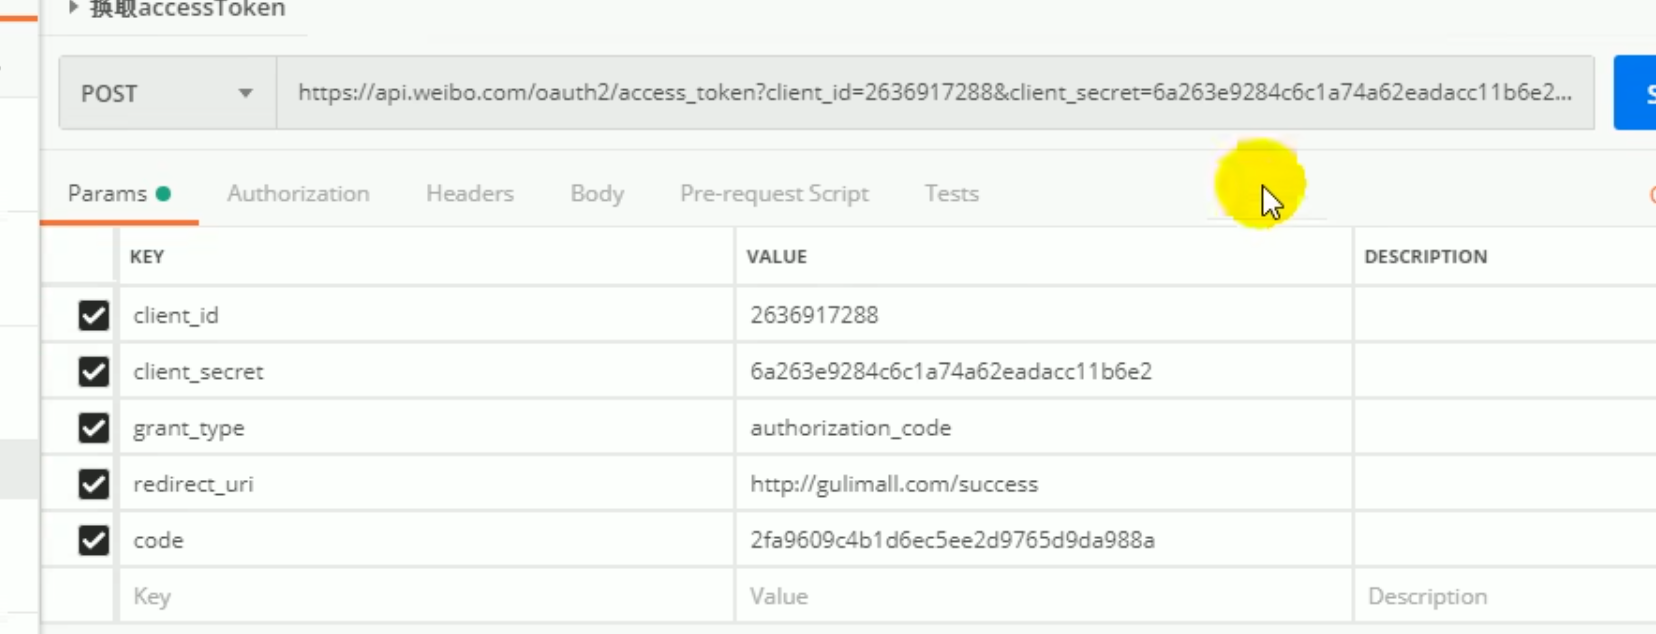 换取accessToken
POST
https://api.weibo.com/oauth2/access_token?client_id=2636917288&client_secret=6a263e9284c6c1a74a62eadacc11b6e2...
Params Authorization Headers Body Pre-request Script Tests
KEY VALUE DESCRIPTION
client_id 2636917288
client_secret 6a263e9284c6c1a74a62eadacc11b6e2
grant_type authorization_code
redirect_uri http://gulimall.com/success
code 2fa9609c4b1d6ec5ee2d9765d9da988a
Key Value Description